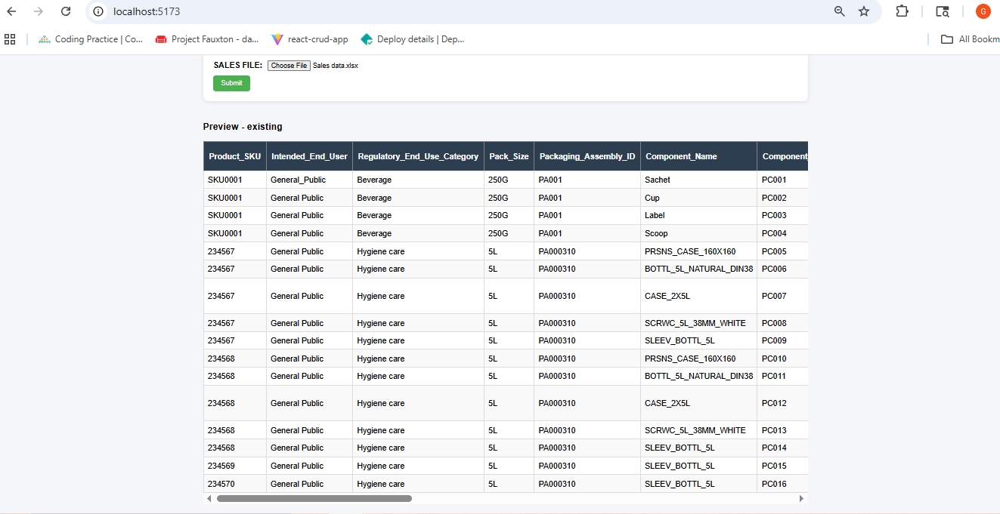 localhost:5173
G
Coding Practice | Co... Project Fauxton - da... react-crud-app Deploy details | Dep... All Bookm
SALES FILE: Choose File Sales data.xlsx
Submit
Preview - existing
Product_SKU Intended_End_User Regulatory_End_Use_Category Pack_Size Packaging_Assembly_ID Component_Name Component_
SKU0001 General_Public Beverage 250G PA001 Sachet PC001
SKU0001 General Public Beverage 250G PA001 Cup PC002
SKU0001 General Public Beverage 250G PA001 Label PC003
SKU0001 General Public Beverage 250G PA001 Scoop PC004
234567 General Public Hygiene care 5L PA000310 PRSNS_CASE_160X160 PC005
234567 General Public Hygiene care 5L PA000310 BOTTL_5L_NATURAL_DIN38 PC006
234567 General Public Hygiene care 5L PA000310 CASE_2X5L PC007
234567 General Public Hygiene care 5L PA000310 SCRWC_5L_38MM_WHITE PC008
234567 General Public Hygiene care 5L PA000310 SLEEV_BOTTL_5L PC009
234568 General Public Hygiene care 5L PA000310 PRSNS_CASE_160X160 PC010
234568 General Public Hygiene care 5L PA000310 BOTTL_5L_NATURAL_DIN38 PC011
234568 General Public Hygiene care 5L PA000310 CASE_2X5L PC012
234568 General Public Hygiene care 5L PA000310 SCRWC_5L_38MM_WHITE PC013
234568 General Public Hygiene care 5L PA000310 SLEEV_BOTTL_5L PC014
234569 General Public Hygiene care 5L PA000310 SLEEV_BOTTL_5L PC015
234570 General Public Hygiene care 5L PA000310 SLEEV_BOTTL_5L PC016